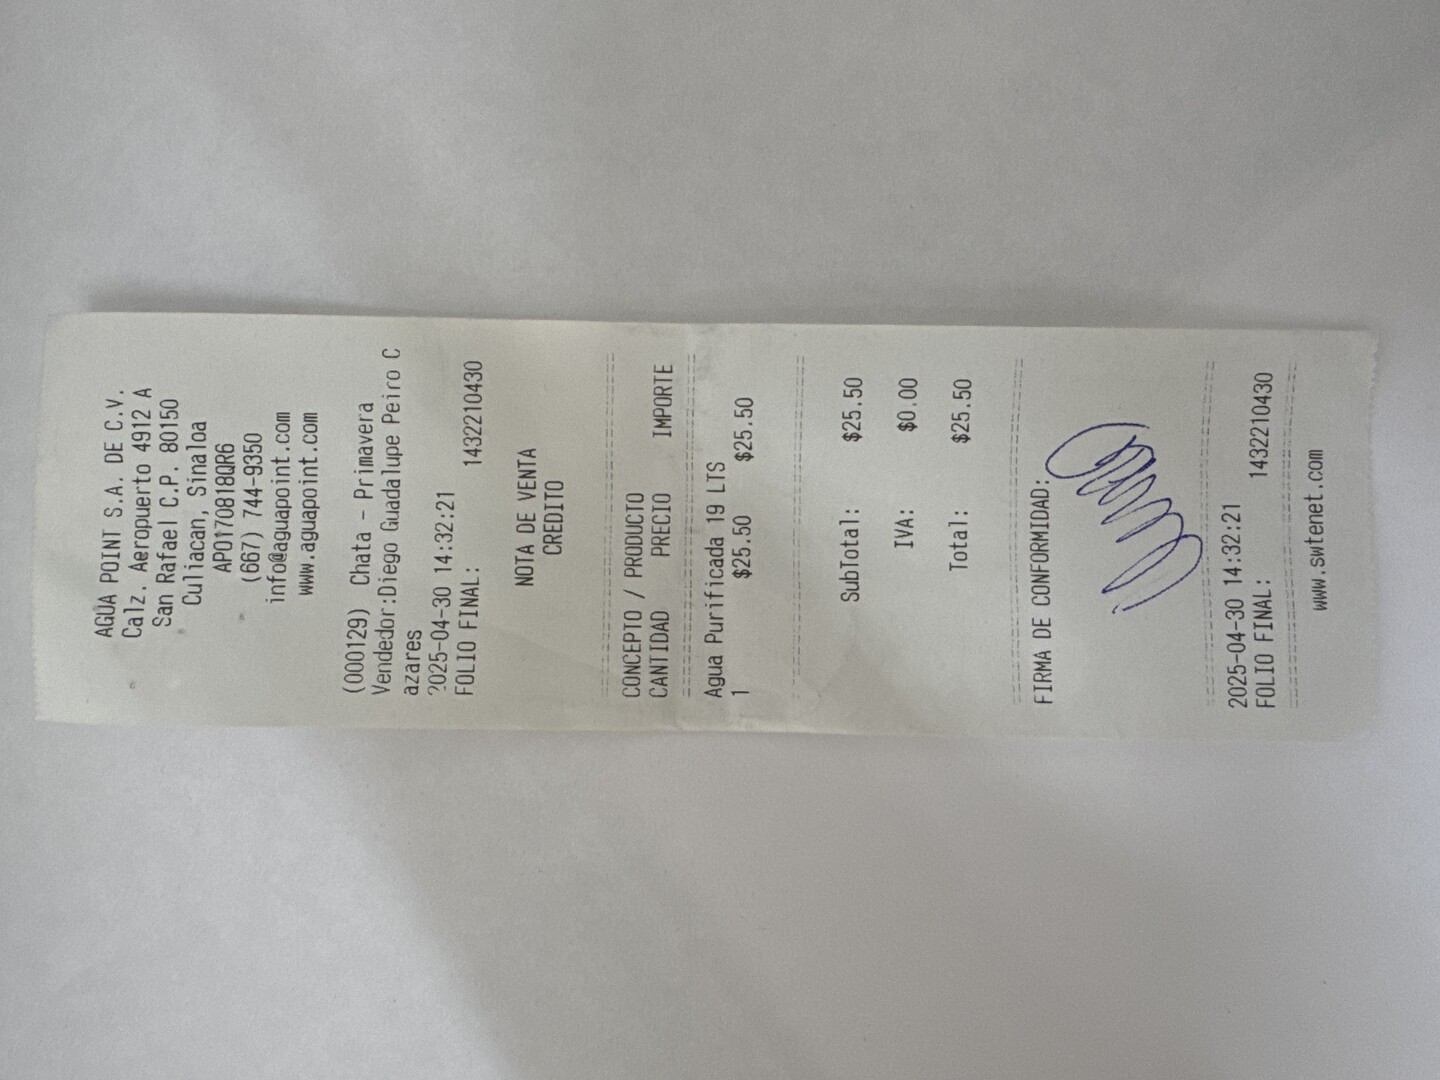 AGUA POINT S.A. DE C.V.
Calz. Aeropuerto 4912 A
San Rafael C.P. 80150
Culiacan, Sinaloa
APO170818QR6
(667) 744-9350
info@aguapoint.com
www.aguapoint.com
(000129) Chata - Primavera
Vendedor:Diego Guadalupe Peiro C
azares
2025-04-30 14:32:21
FOLIO FINAL: 1432210430
NOTA DE VENTA
CREDITO
CONCEPTO / PRODUCTO
CANTIDAD PRECIO IMPORTE
Agua Purificada 19 LTS
1 $25.50 $25.50
SubTotal: $25.50
IVA: $0.00
Total: $25.50
FIRMA DE CONFORMIDAD:
2025-04-30 14:32:21
FOLIO FINAL: 1432210430
www.swtenet.com